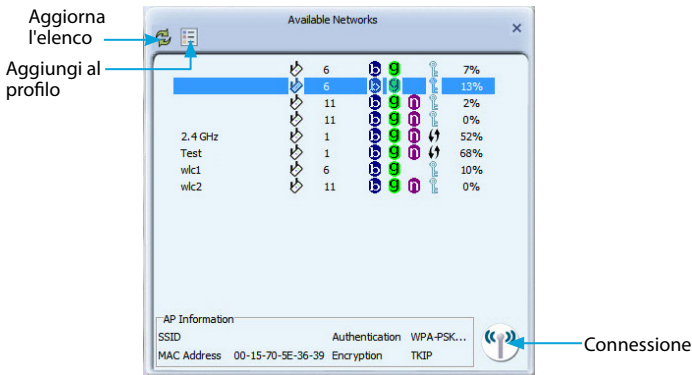 Aggiorna
l'elenco
Aggiungi al
profilo
Available Networks
6 b g 7%
6 b g 13%
11 b g n 2%
11 b g n 0%
2.4 GHz 1 b g n 52%
Test 1 b g n 68%
wlc1 6 b g 10%
wlc2 11 b g n 0%
AP Information
SSID Authentication WPA-PSK...
MAC Address 00-15-70-5E-36-39 Encryption TKIP
Connessione